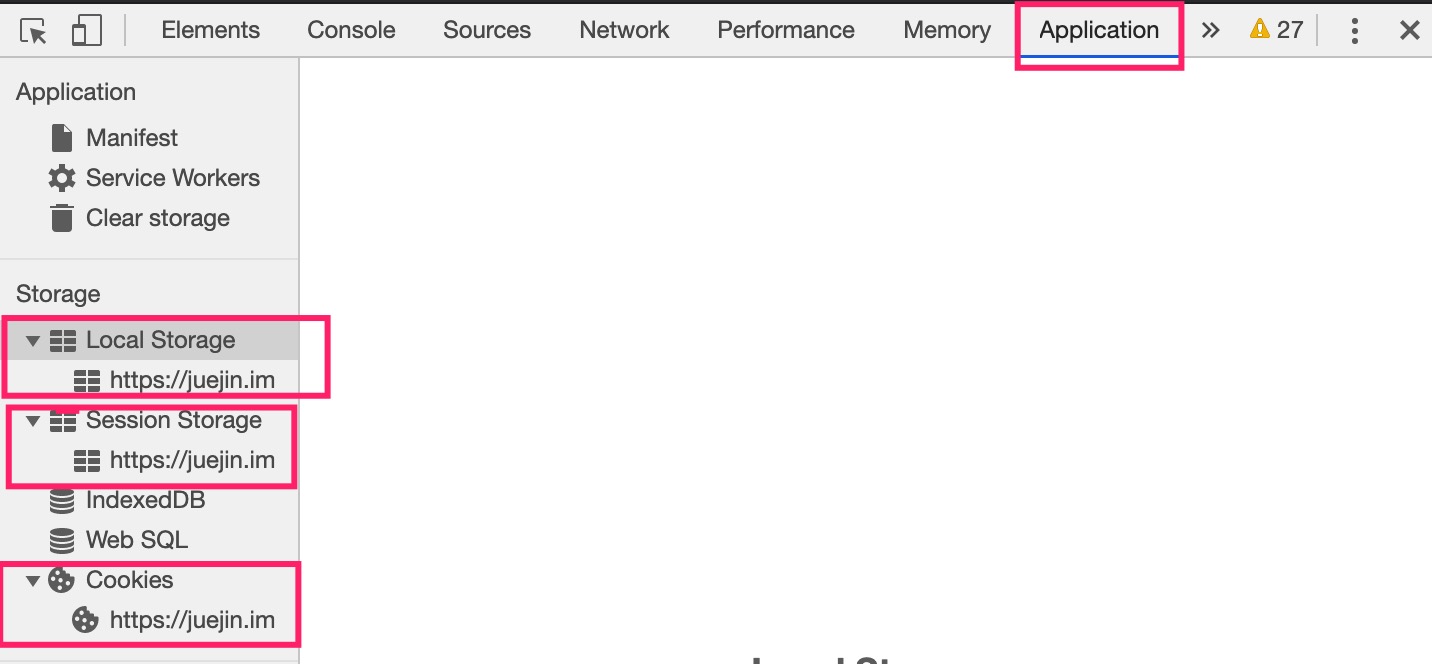 Elements Console Sources Network Performance Memory Application » 27
Application
Manifest
Service Workers
Clear storage
Storage
Local Storage
https://juejin.im
Session Storage
https://juejin.im
IndexedDB
Web SQL
Cookies
https://juejin.im